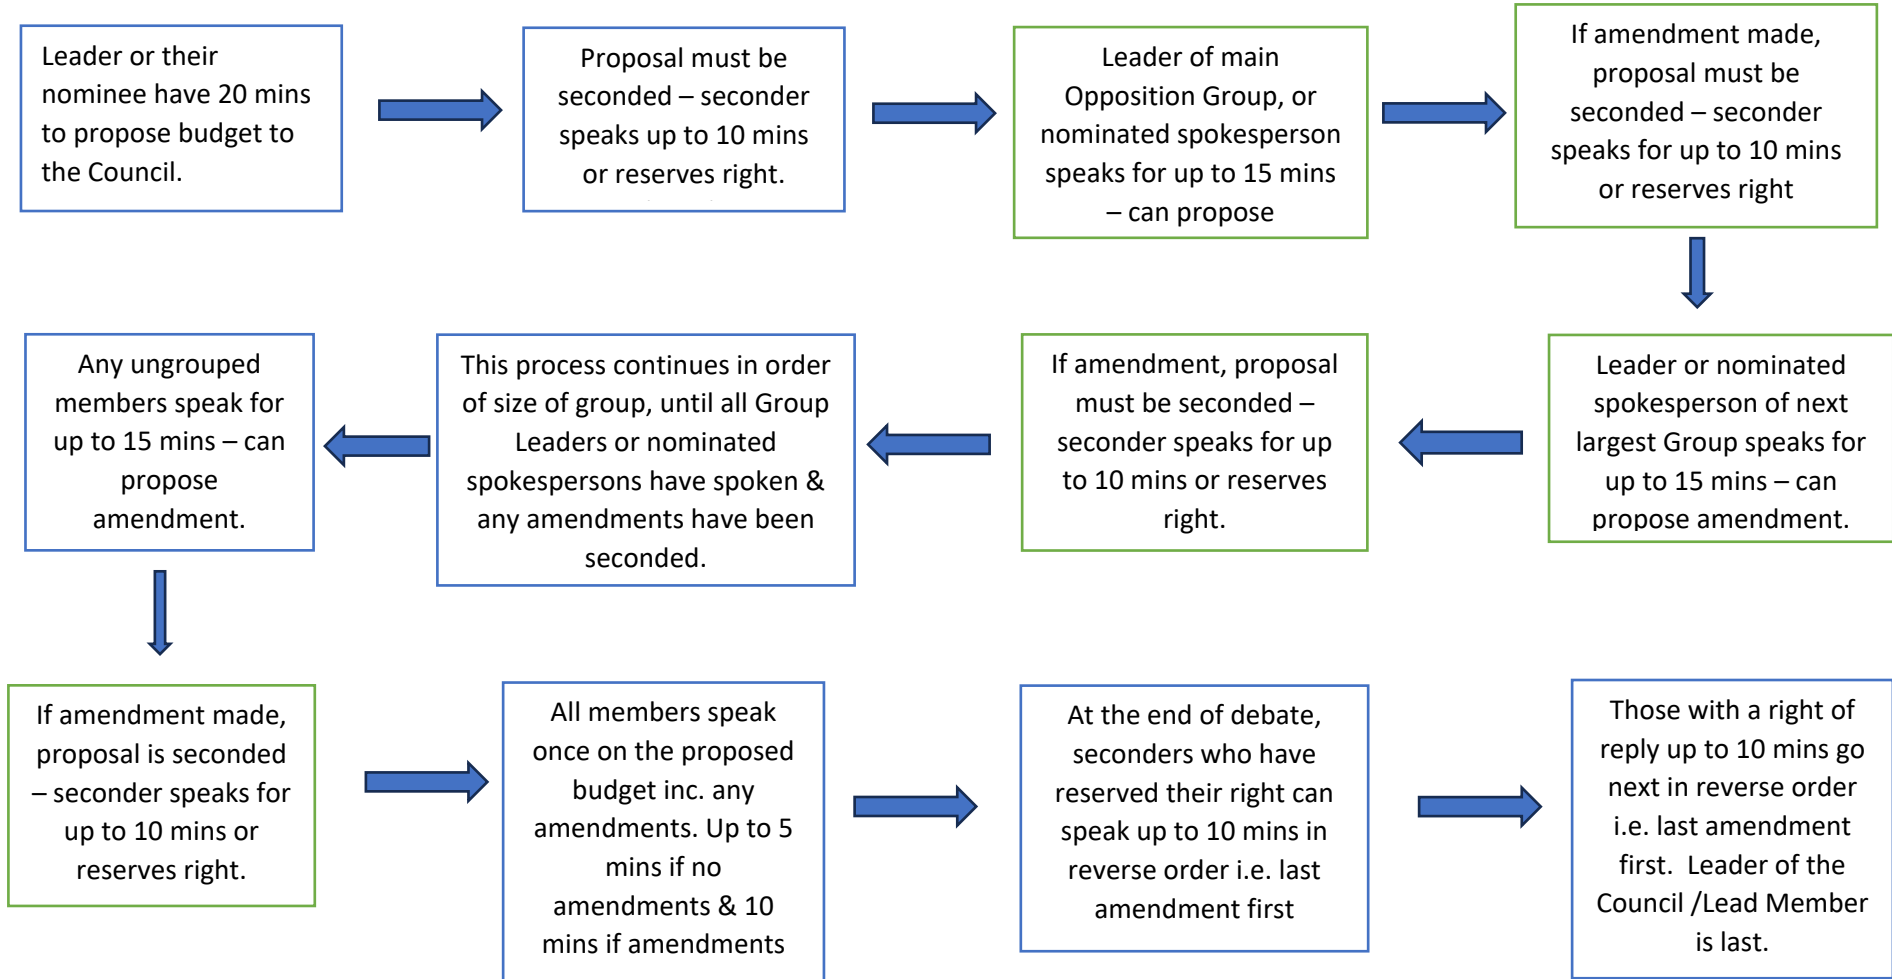 Leader or their
nominee have 20 mins
to propose budget to
the Council.
Proposal must be
seconded – seconder
speaks up to 10 mins
or reserves right.
Leader of main
Opposition Group, or
nominated spokesperson
speaks for up to 15 mins
– can propose
If amendment made,
proposal must be
seconded – seconder
speaks for up to 10 mins
or reserves right
Leader or nominated
spokesperson of next
largest Group speaks for
up to 15 mins – can
propose amendment.
If amendment, proposal
must be seconded –
seconder speaks for up
to 10 mins or reserves
right.
This process continues in order
of size of group, until all Group
Leaders or nominated
spokespersons have spoken &
any amendments have been
seconded.
Any ungrouped
members speak for
up to 15 mins – can
propose
amendment.
If amendment made,
proposal is seconded
– seconder speaks for
up to 10 mins or
reserves right.
All members speak
once on the proposed
budget inc. any
amendments. Up to 5
mins if no
amendments & 10
mins if amendments
At the end of debate,
seconders who have
reserved their right can
speak up to 10 mins in
reverse order i.e. last
amendment first
Those with a right of
reply up to 10 mins go
next in reverse order
i.e. last amendment
first.  Leader of the
Council /Lead Member
is last.